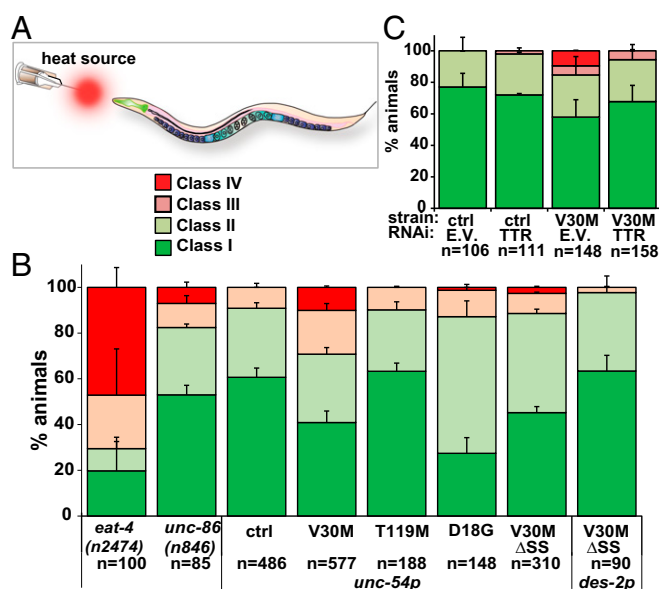 A
heat source
Class IV
Class III
Class II
Class I
C
% animals
100
80
60
40
20
0
strain: ctrl ctrl V30M V30M
RNAi: E.V. TTR E.V. TTR
n=106 n=111 n=148 n=158
B
% animals
100
80
60
40
20
0
eat-4 unc-86 ctrl V30M T119M D18G V30M V30M
(n2474) (n846) ΔSS ΔSS
n=100 n=85 n=486 n=577 n=188 n=148 n=310 n=90
unc-54p des-2p